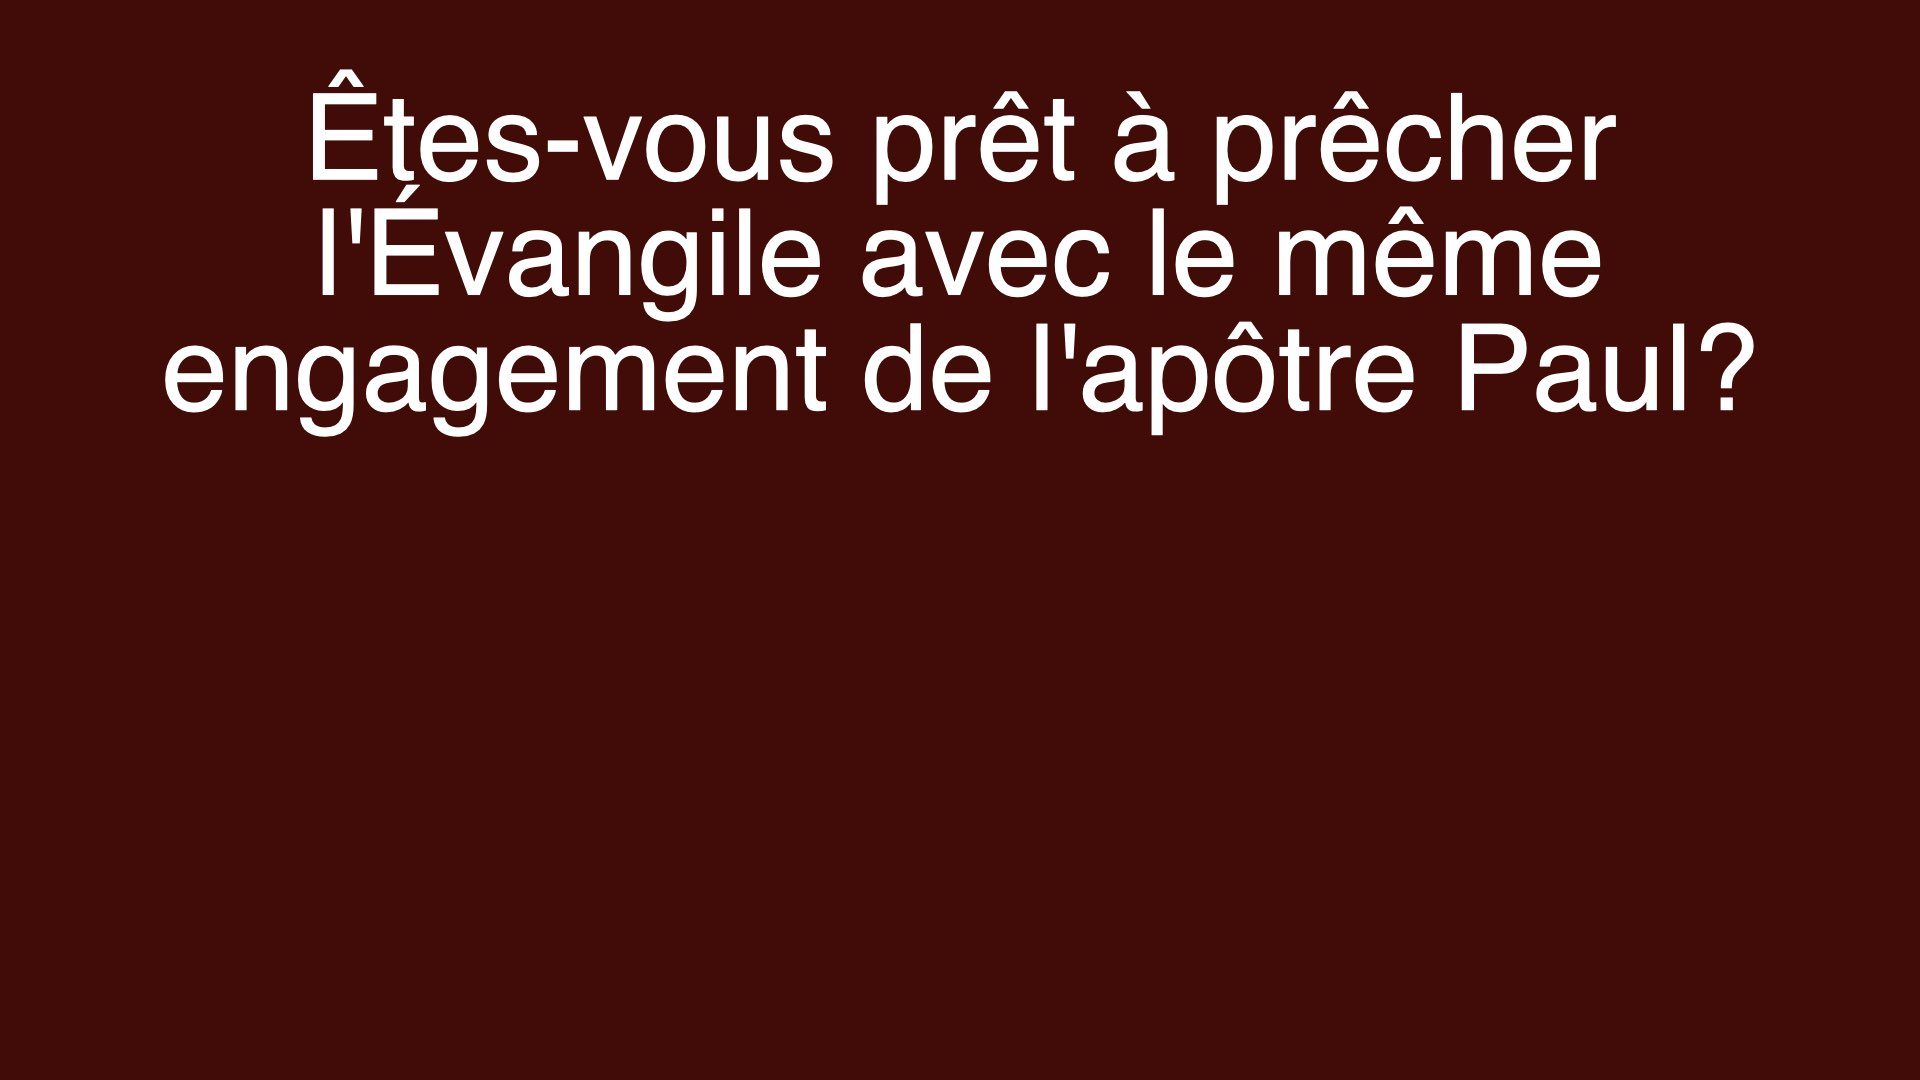 Êtes-vous prêt à prêcher
l'Évangile avec le même
engagement de l'apôtre Paul?